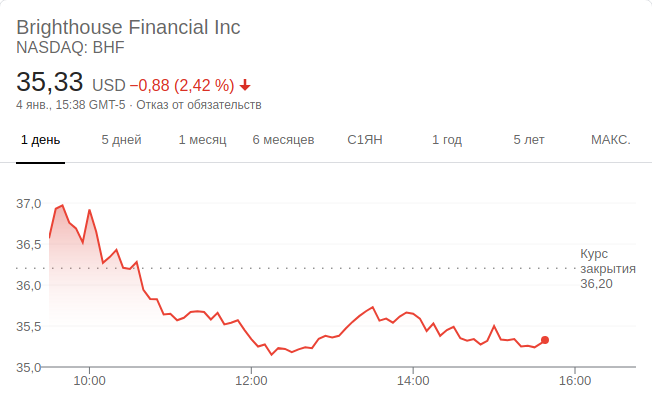 Brighthouse Financial Inc
NASDAQ: BHF
35,33 USD −0,88 (2,42 %)
4 янв., 15:38 GMT-5 · Отказ от обязательств
1 день 5 дней 1 месяц 6 месяцев С1ЯН 1 год 5 лет МАКС.
37,0
36,5
Курс
закрытия
36,20
36,0
35,5
35,0
10:00 12:00 14:00 16:00